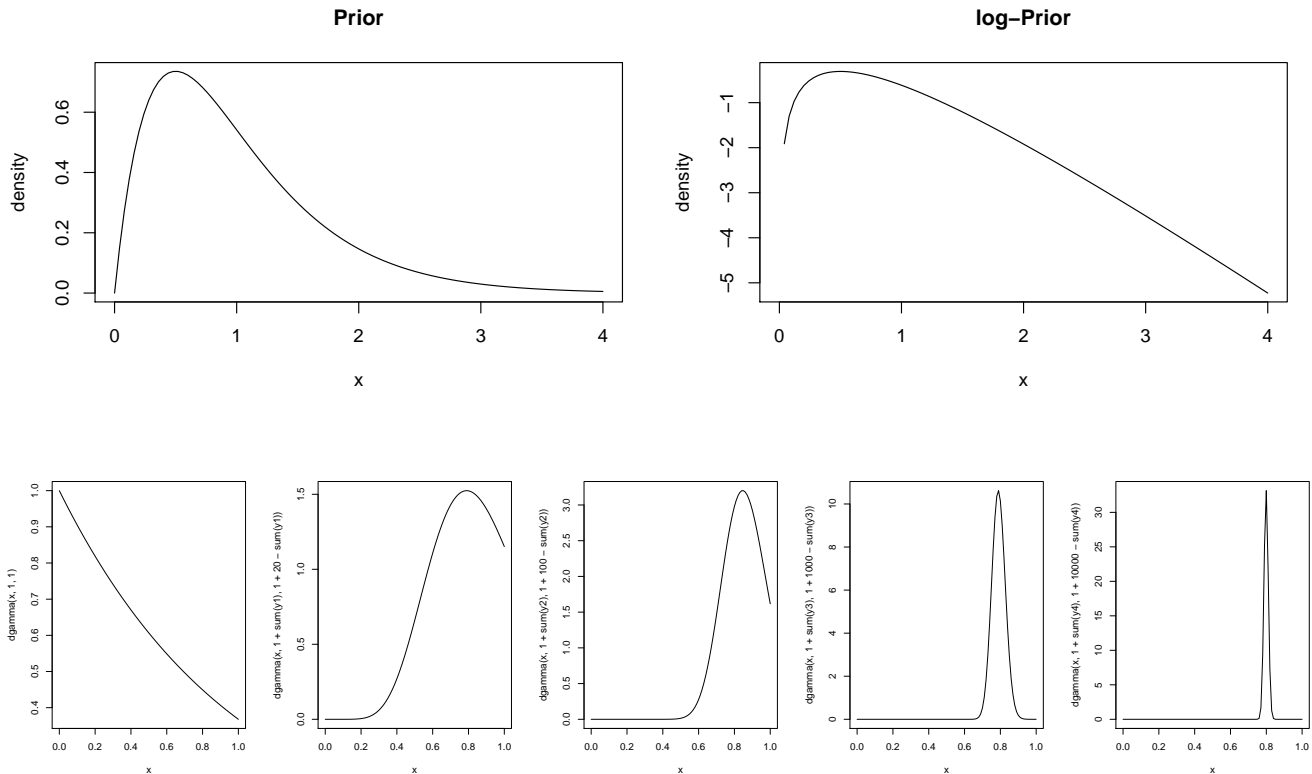 Prior
density
0.0 0.2 0.4 0.6
0 1 2 3 4
x
log−Prior
density
−5 −4 −3 −2 −1
0 1 2 3 4
x
dgamma(x, 1, 1)
0.4 0.5 0.6 0.7 0.8 0.9 1.0
0.0 0.2 0.4 0.6 0.8 1.0
x
dgamma(x, 1 + sum(y1), 1 + 20 − sum(y1))
0.0 0.5 1.0 1.5
0.0 0.2 0.4 0.6 0.8 1.0
x
dgamma(x, 1 + sum(y2), 1 + 100 − sum(y2))
0.0 0.5 1.0 1.5 2.0 2.5 3.0
0.0 0.2 0.4 0.6 0.8 1.0
x
dgamma(x, 1 + sum(y3), 1 + 1000 − sum(y3))
0 2 4 6 8 10
0.0 0.2 0.4 0.6 0.8 1.0
x
dgamma(x, 1 + sum(y4), 1 + 10000 − sum(y4))
0 5 10 15 20 25 30
0.0 0.2 0.4 0.6 0.8 1.0
x